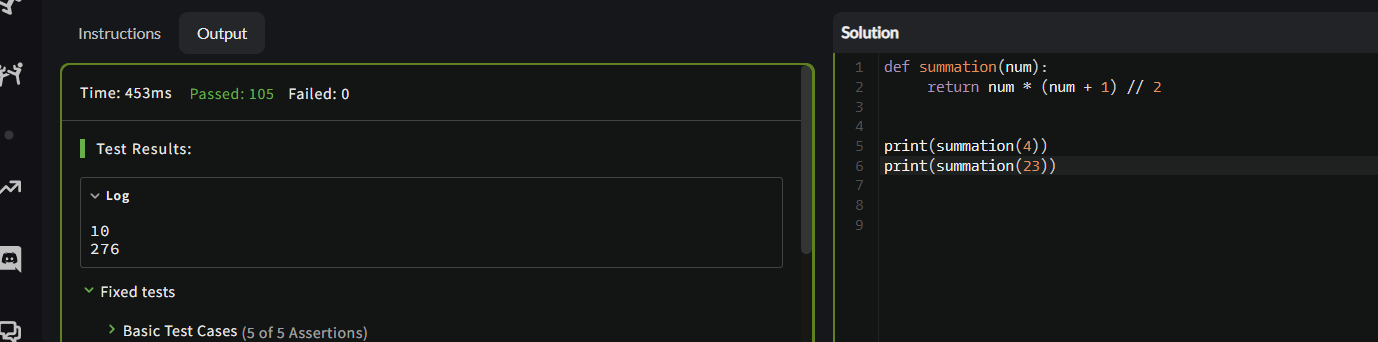 Instructions Output
Time: 453ms Passed: 105 Failed: 0
Test Results:
Log
10
276
Fixed tests
Basic Test Cases (5 of 5 Assertions)
Solution
1 def summation(num):
2     return num * (num + 1) // 2
3
4
5 print(summation(4))
6 print(summation(23))
7
8
9